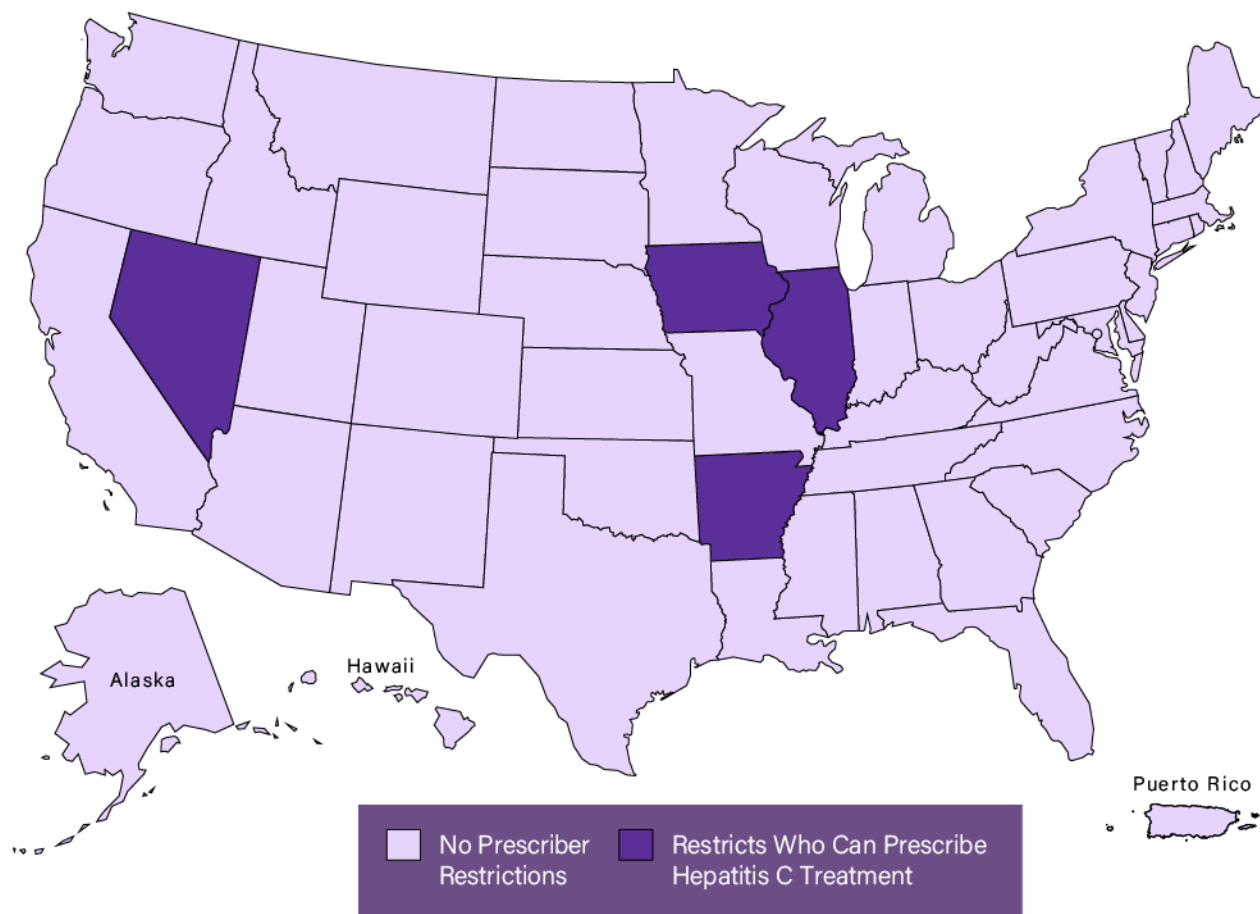 Alaska
Hawaii
Puerto Rico
No Prescriber
Restrictions
Restricts Who Can Prescribe
Hepatitis C Treatment